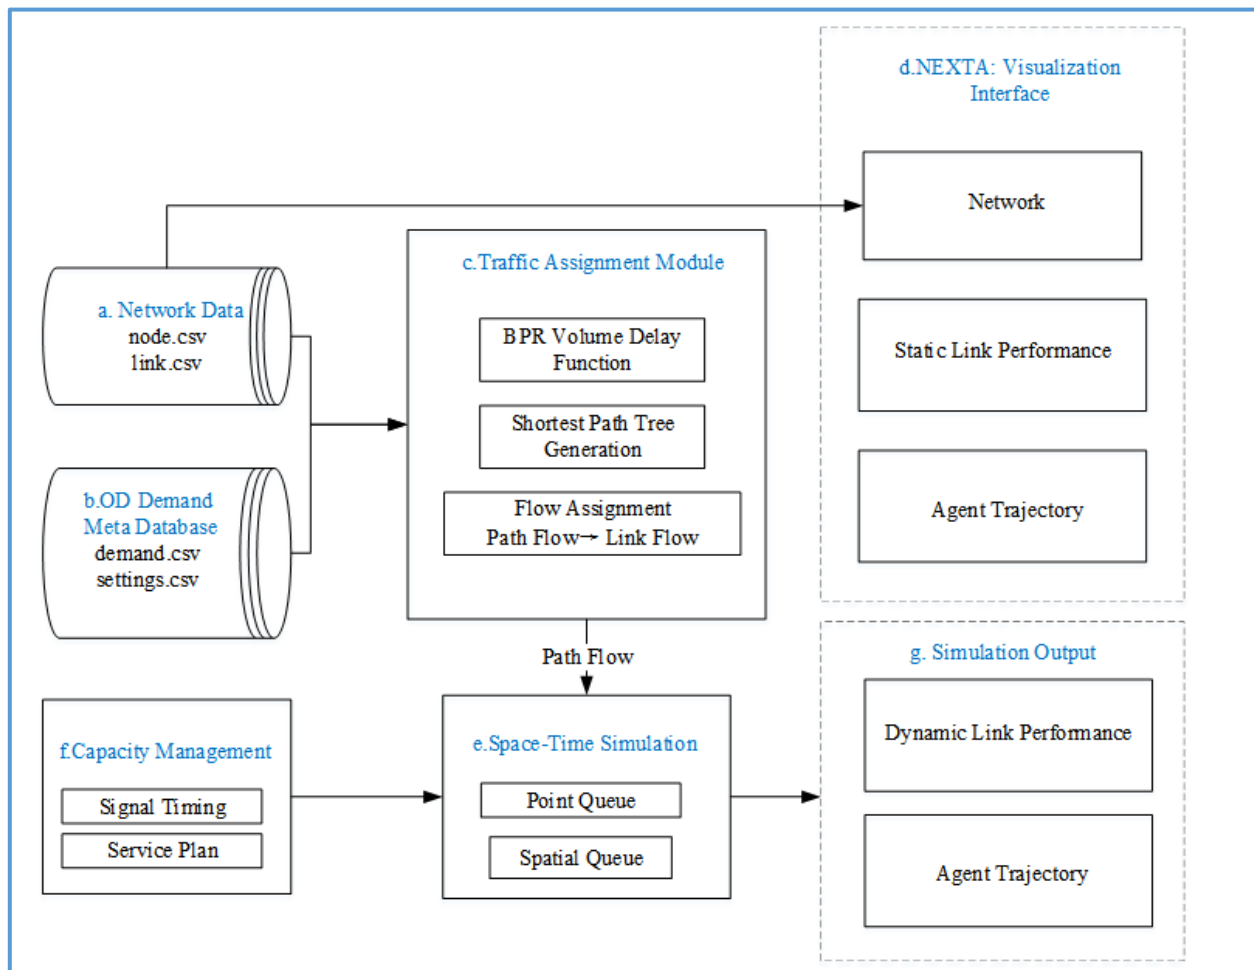 d.NEXTA: Visualization
Interface
Network
Static Link Performance
Agent Trajectory
a. Network Data
node.csv
link.csv
b.OD Demand
Meta Database
demand.csv
settings.csv
c.Traffic Assignment Module
BPR Volume Delay
Function
Shortest Path Tree
Generation
Flow Assignment
Path Flow→ Link Flow
Path Flow
f.Capacity Management
Signal Timing
Service Plan
e.Space-Time Simulation
Point Queue
Spatial Queue
g. Simulation Output
Dynamic Link Performance
Agent Trajectory